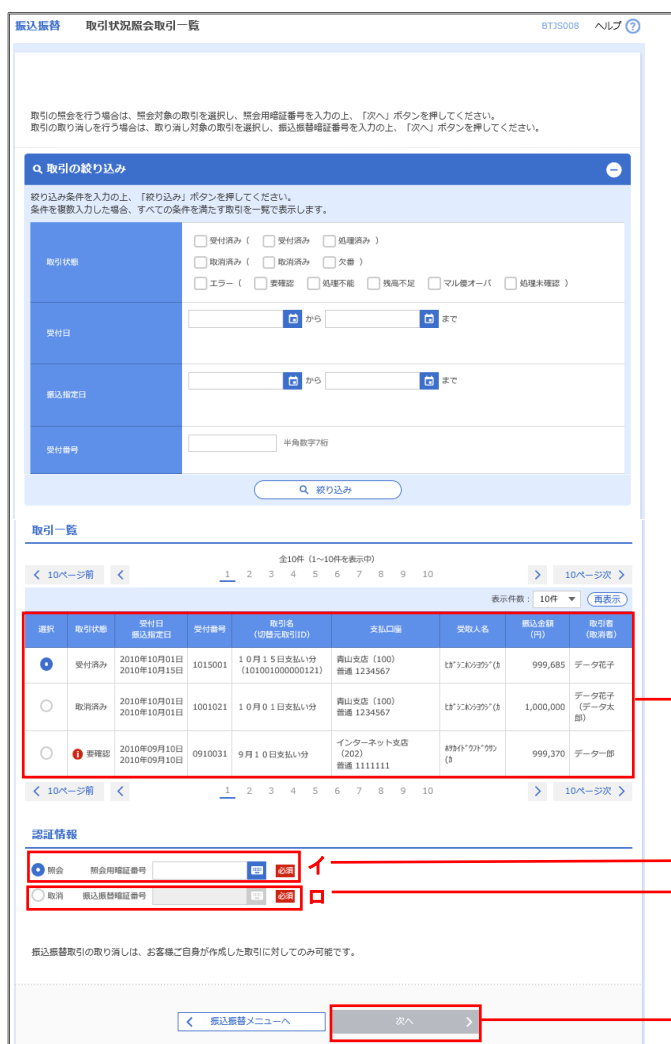 振込振替 取引状況照会取引一覧 BTJS008 ヘルプ ?
取引の照会を行う場合は、照会対象の取引を選択し、照会用暗証番号を入力の上、「次へ」ボタンを押してください。
取引の取り消しを行う場合は、取り消し対象の取引を選択し、振込振替暗証番号を入力の上、「次へ」ボタンを押してください。
取引の絞り込み
絞り込み条件を入力の上、「絞り込み」ボタンを押してください。
条件を複数入力した場合、すべての条件を満たす取引を一覧で表示します。
取引状態
受付済み ( 受付済み 処理済み )
取消済み ( 取消済み 欠番 )
エラー ( 要確認 処理不能 残高不足 マル優オーバ 処理未確認 )
受付日 から まで
振込指定日 から まで
受付番号 半角数字7桁
絞り込み
取引一覧
全10件 (1~10件を表示中)
10ページ前 1 2 3 4 5 6 7 8 9 10 10ページ次
表示件数: 10件 再表示
選択 取引状態 受付日 振込指定日 受付番号 取引名 (切替元取引ID) 支払口座 受取人名 振込金額 (円) 取引者 (取消者)
受付済み 2010年10月01日 2010年10月15日 1015001 10月15日支払い分 (101001000000121) 青山支店 (100) 普通 1234567 ﾋｶﾞｼﾆﾎﾝｼﾖｳｼﾞ(ｶ 999,685 データ花子
取消済み 2010年10月01日 2010年10月01日 1001021 10月01日支払い分 青山支店 (100) 普通 1234567 ﾋｶﾞｼﾆﾎﾝｼﾖｳｼﾞ(ｶ 1,000,000 データ花子 (データ太郎)
要確認 2010年09月10日 2010年09月10日 0910031 9月10日支払い分 インターネット支店 (202) 普通 1111111 999,370 データ一郎
10ページ前 1 2 3 4 5 6 7 8 9 10 10ページ次
認証情報
照会 照会用暗証番号 必須 イ
取消 振込振替暗証番号 必須 ロ
振込振替取引の取り消しは、お客様ご自身が作成した取引に対してのみ可能です。
振込振替メニューへ 次へ